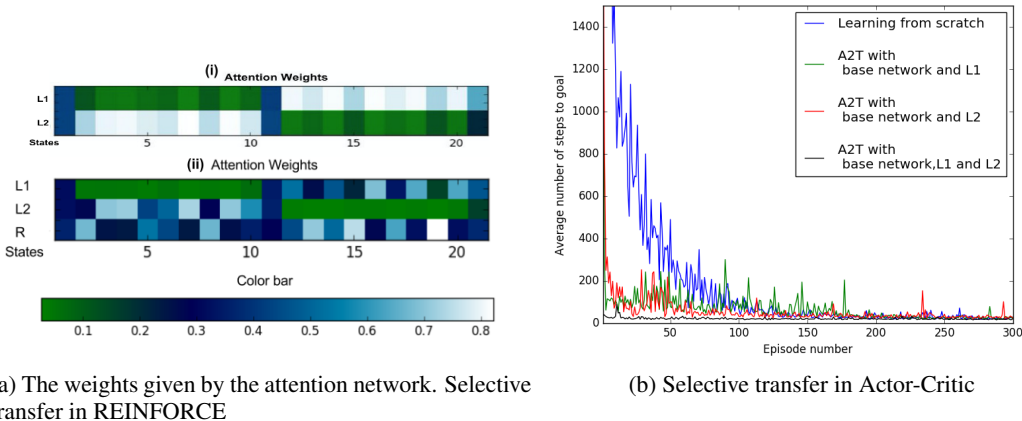 (i) Attention Weights
L1
L2
States 5 10 15 20
(ii) Attention Weights
L1
L2
R
States 5 10 15 20
Color bar
0.1 0.2 0.3 0.4 0.5 0.6 0.7 0.8
a) The weights given by the attention network. Selective
ransfer in REINFORCE
Average number of steps to goal
1400
1200
1000
800
600
400
200
0
50 100 150 200 250 300
Episode number
Learning from scratch
A2T with
base network and L1
A2T with
base network and L2
A2T with
base network,L1 and L2
(b) Selective transfer in Actor-Critic